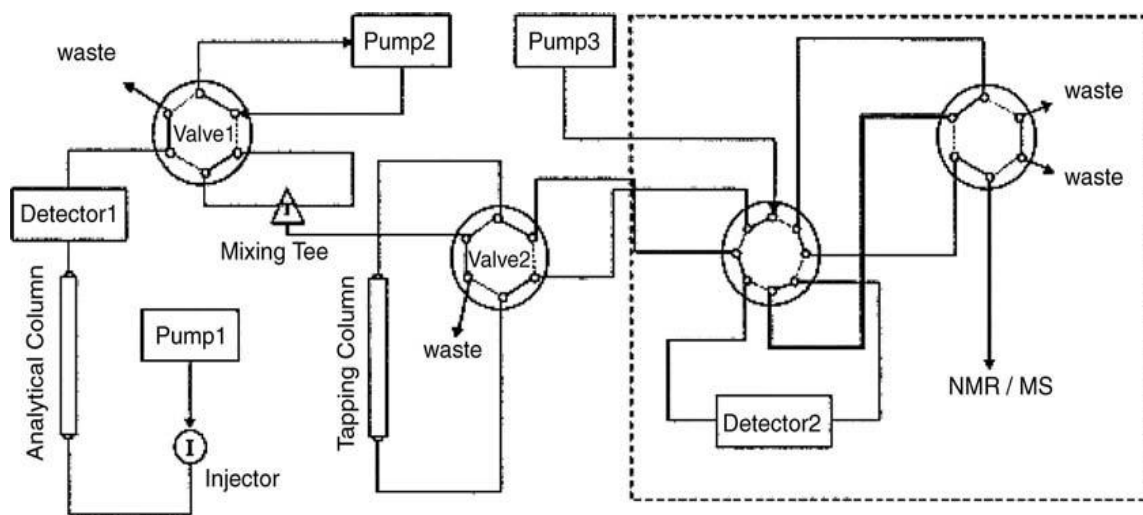 waste
Pump2
Pump3
Valve1
waste
waste
Detector1
Mixing Tee
Valve2
waste
Analytical Column
Pump1
Tapping Column
I
Injector
Detector2
NMR / MS